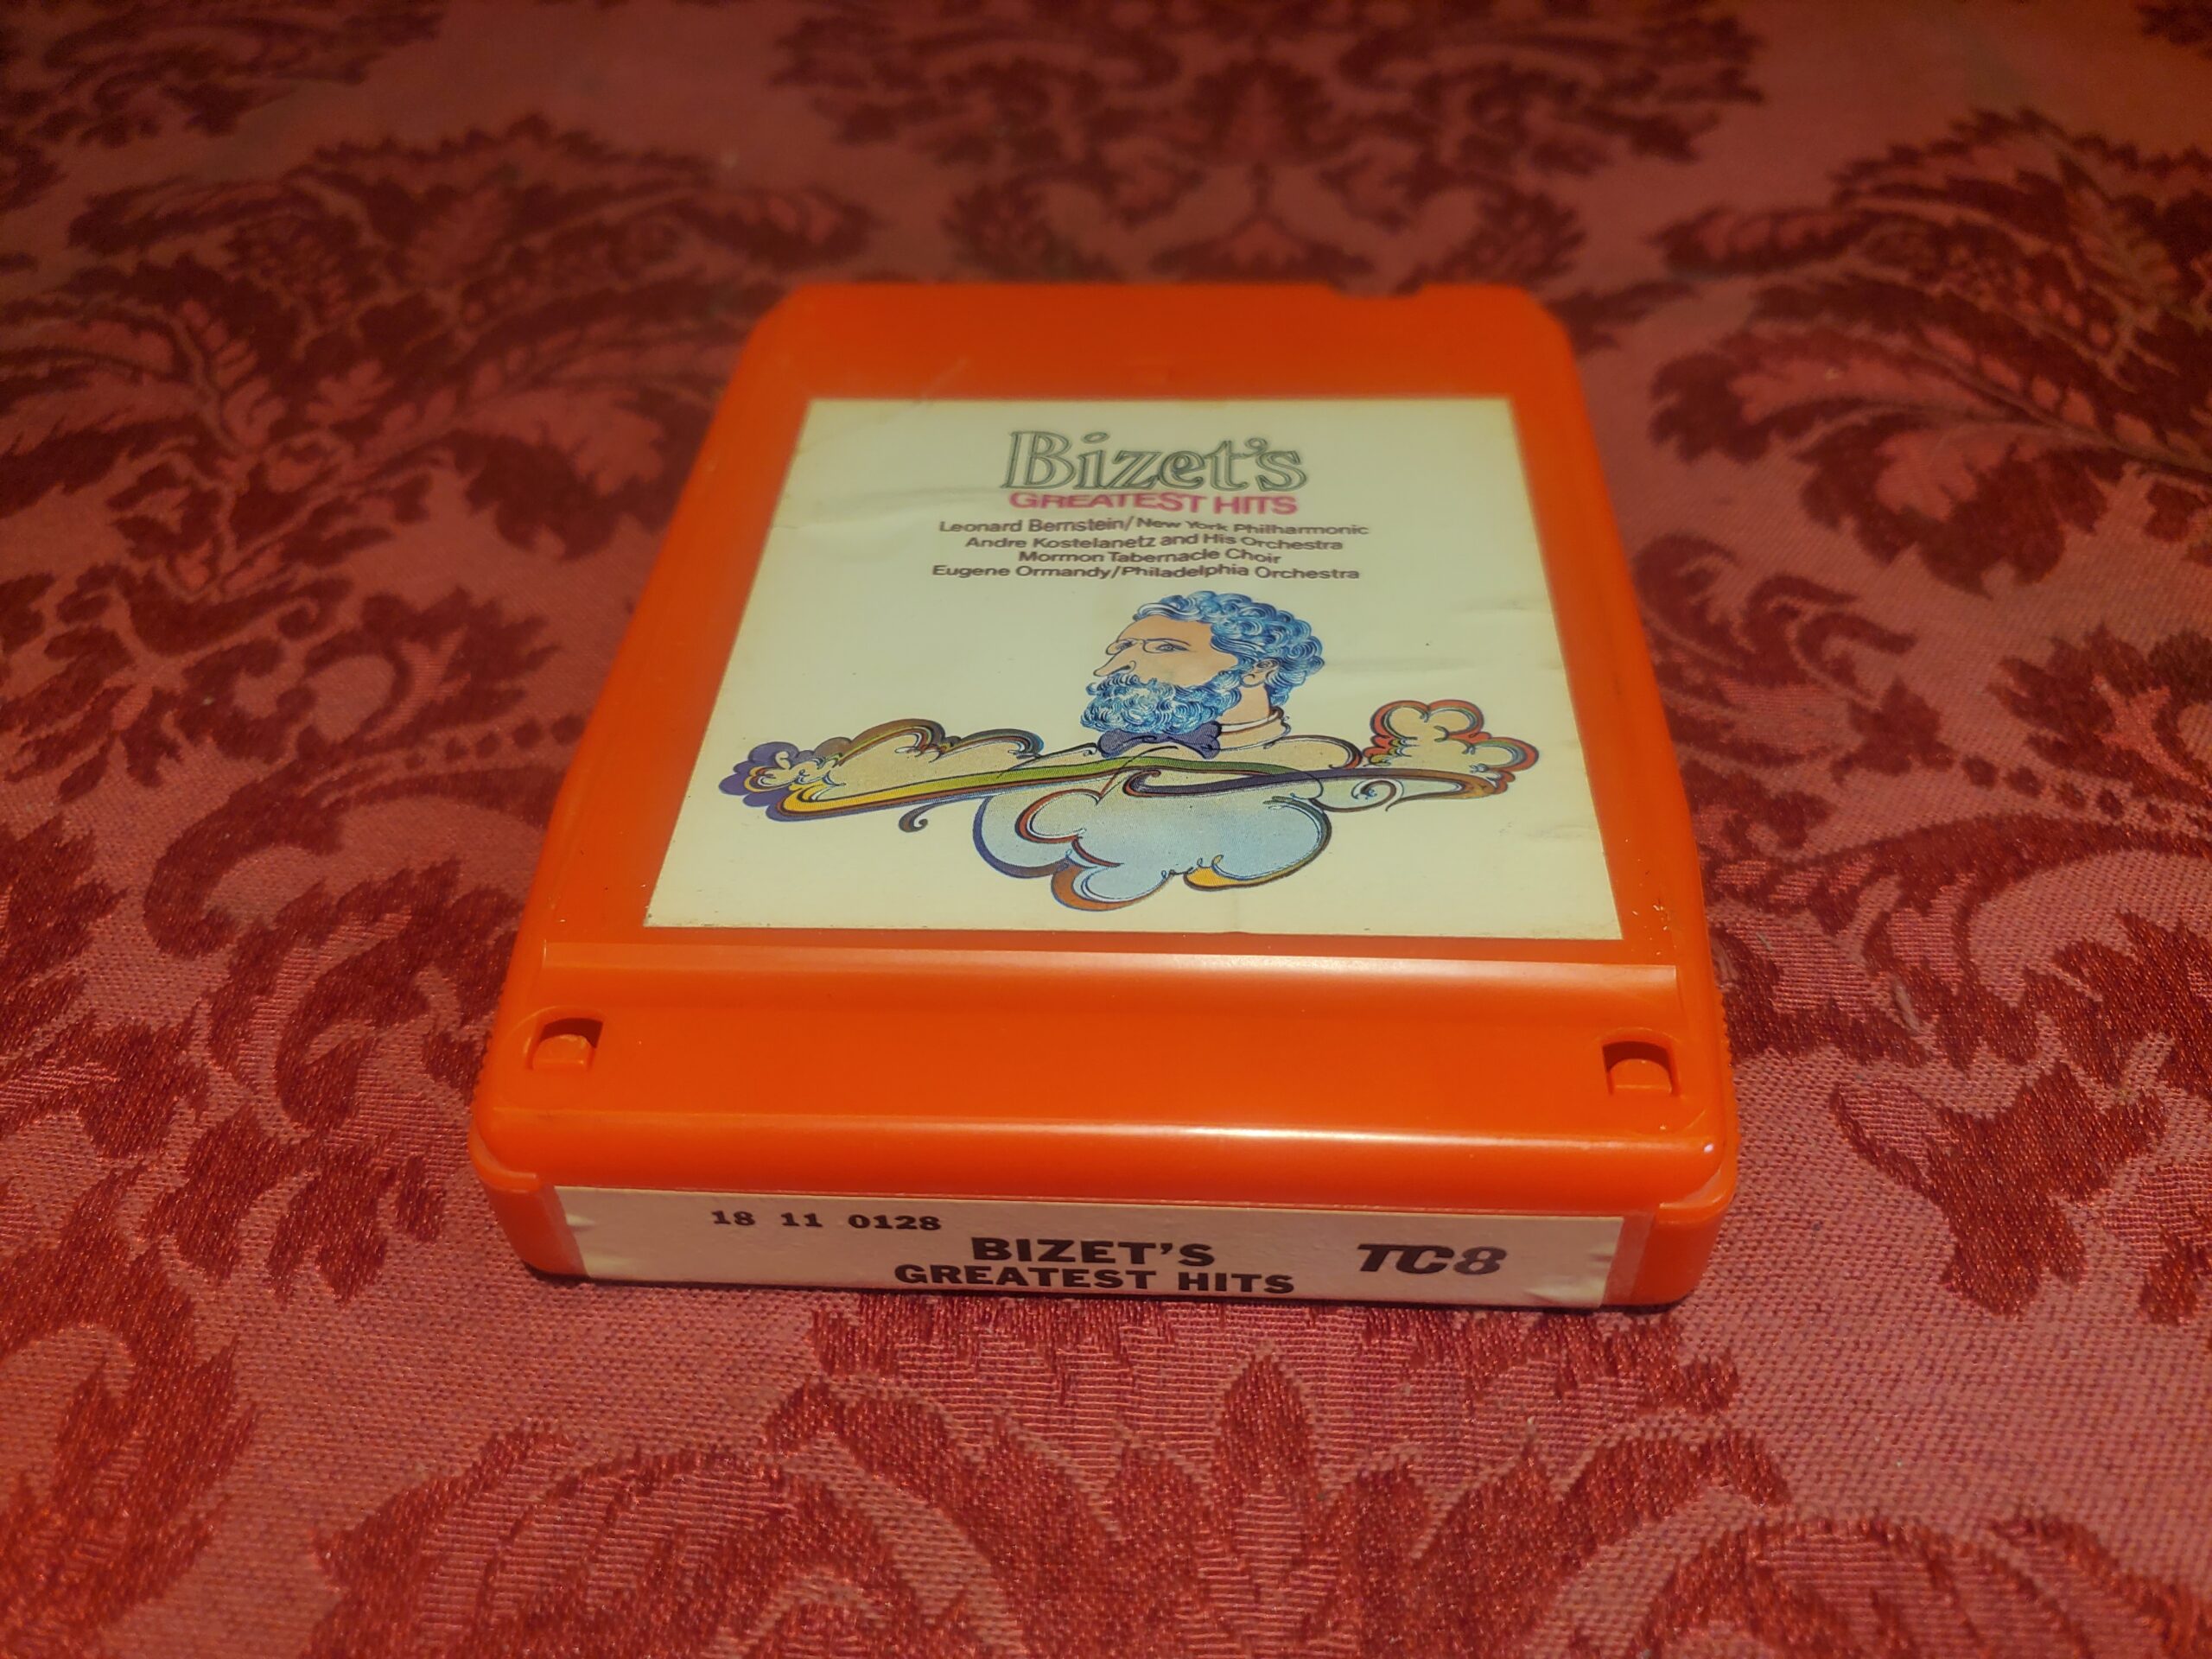 Bizet's
GREATEST HITS
Leonard Bernstein/New York Philharmonic
Andre Kostelanetz and His Orchestra
Mormon Tabernacle Choir
Eugene Ormandy/Philadelphia Orchestra
18 11 0128
BIZET'S
GREATEST HITS
TC8